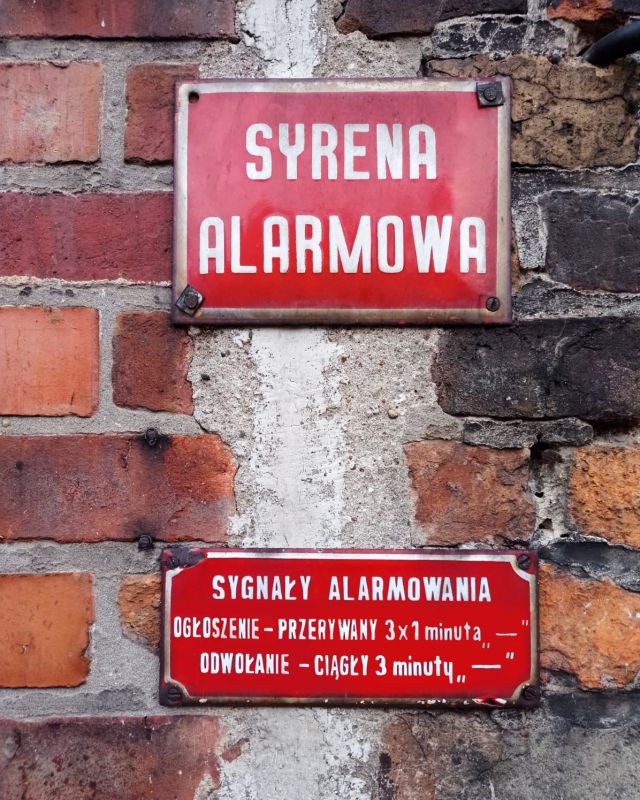 SYRENA
ALARMOWA
SYGNAŁY ALARMOWANIA
OGŁOSZENIE – PRZERYWANY 3x1 minuta „—”
ODWOŁANIE – CIĄGŁY 3 minuty „—”